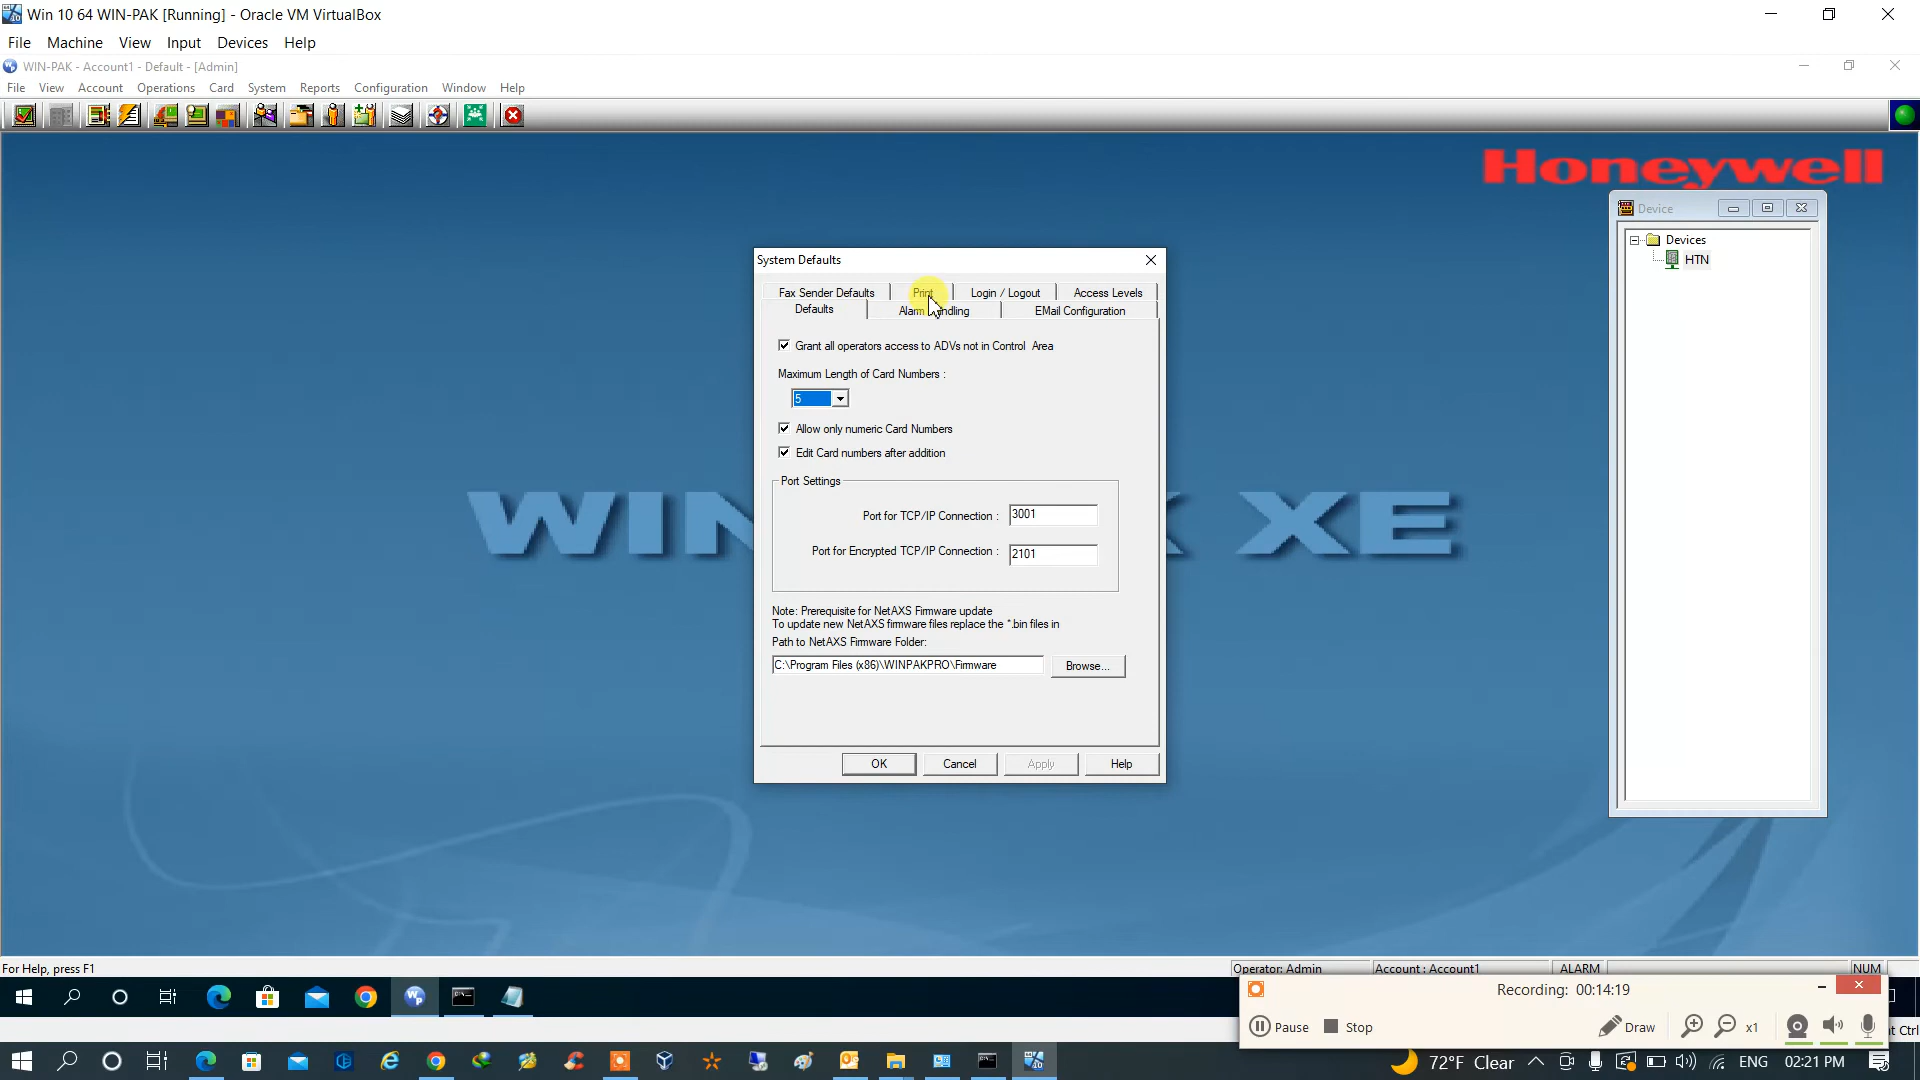 Win 10 64 WIN-PAK [Running] - Oracle VM VirtualBox
File Machine View Input Devices Help
WIN-PAK - Account1 - Default - [Admin]
File View Account Operations Card System Reports Configuration Window Help
Honeywell
Device
Devices
HTN
System Defaults
Fax Sender Defaults Print Login / Logout Access Levels
Defaults Alarm Handling EMail Configuration
Grant all operators access to ADVs not in Control Area
Maximum Length of Card Numbers :
5
Allow only numeric Card Numbers
Edit Card numbers after addition
Port Settings
Port for TCP/IP Connection : 3001
Port for Encrypted TCP/IP Connection : 2101
Note: Prerequisite for NetAXS Firmware update
To update new NetAXS firmware files replace the *.bin files in
Path to NetAXS Firmware Folder:
C:\Program Files (x86)\WINPAKPRO\Firmware Browse...
OK Cancel Apply Help
XE
For Help, press F1
Operator: Admin Account : Account1 ALARM NUM
Recording: 00:14:19
Pause Stop Draw x1
72°F Clear ENG 02:21 PM